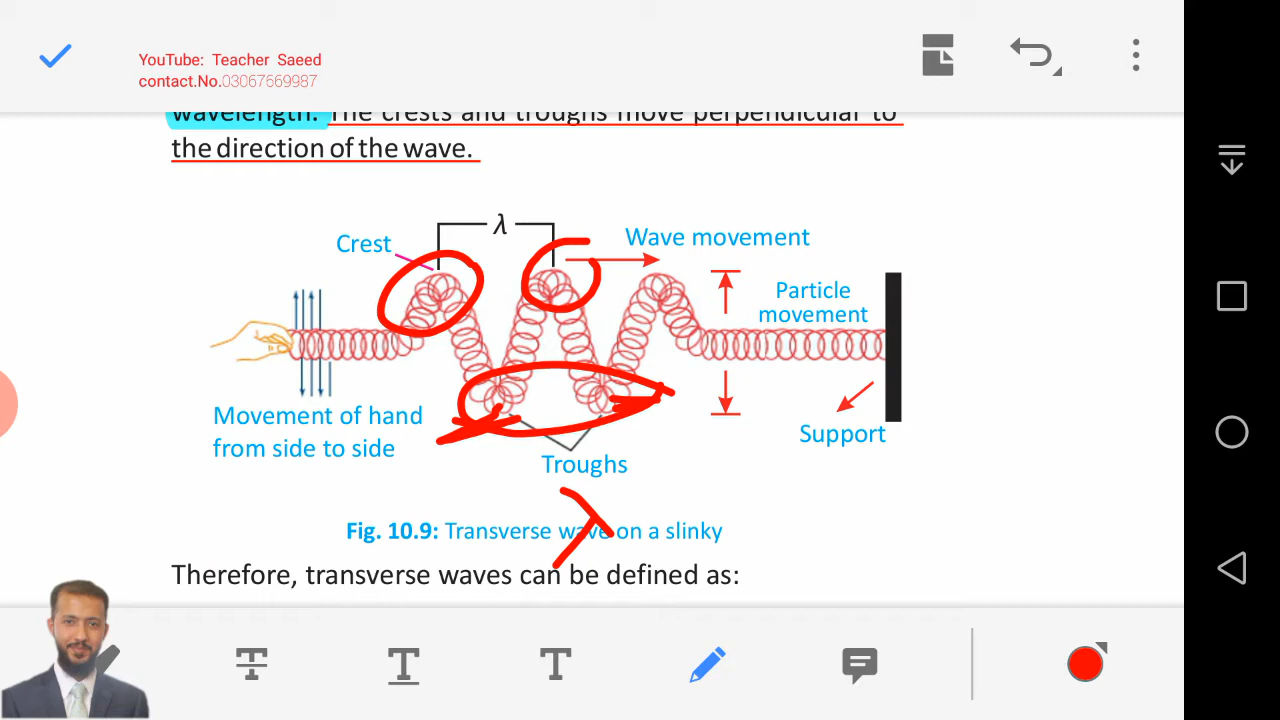 YouTube: Teacher Saeed
contact.No.03067669987
wavelength. The crests and troughs move perpendicular to
the direction of the wave.
λ
Crest
Wave movement
Particle
movement
Movement of hand
from side to side
Support
Troughs
λ
Fig. 10.9: Transverse wave on a slinky
Therefore, transverse waves can be defined as:
T
T
T